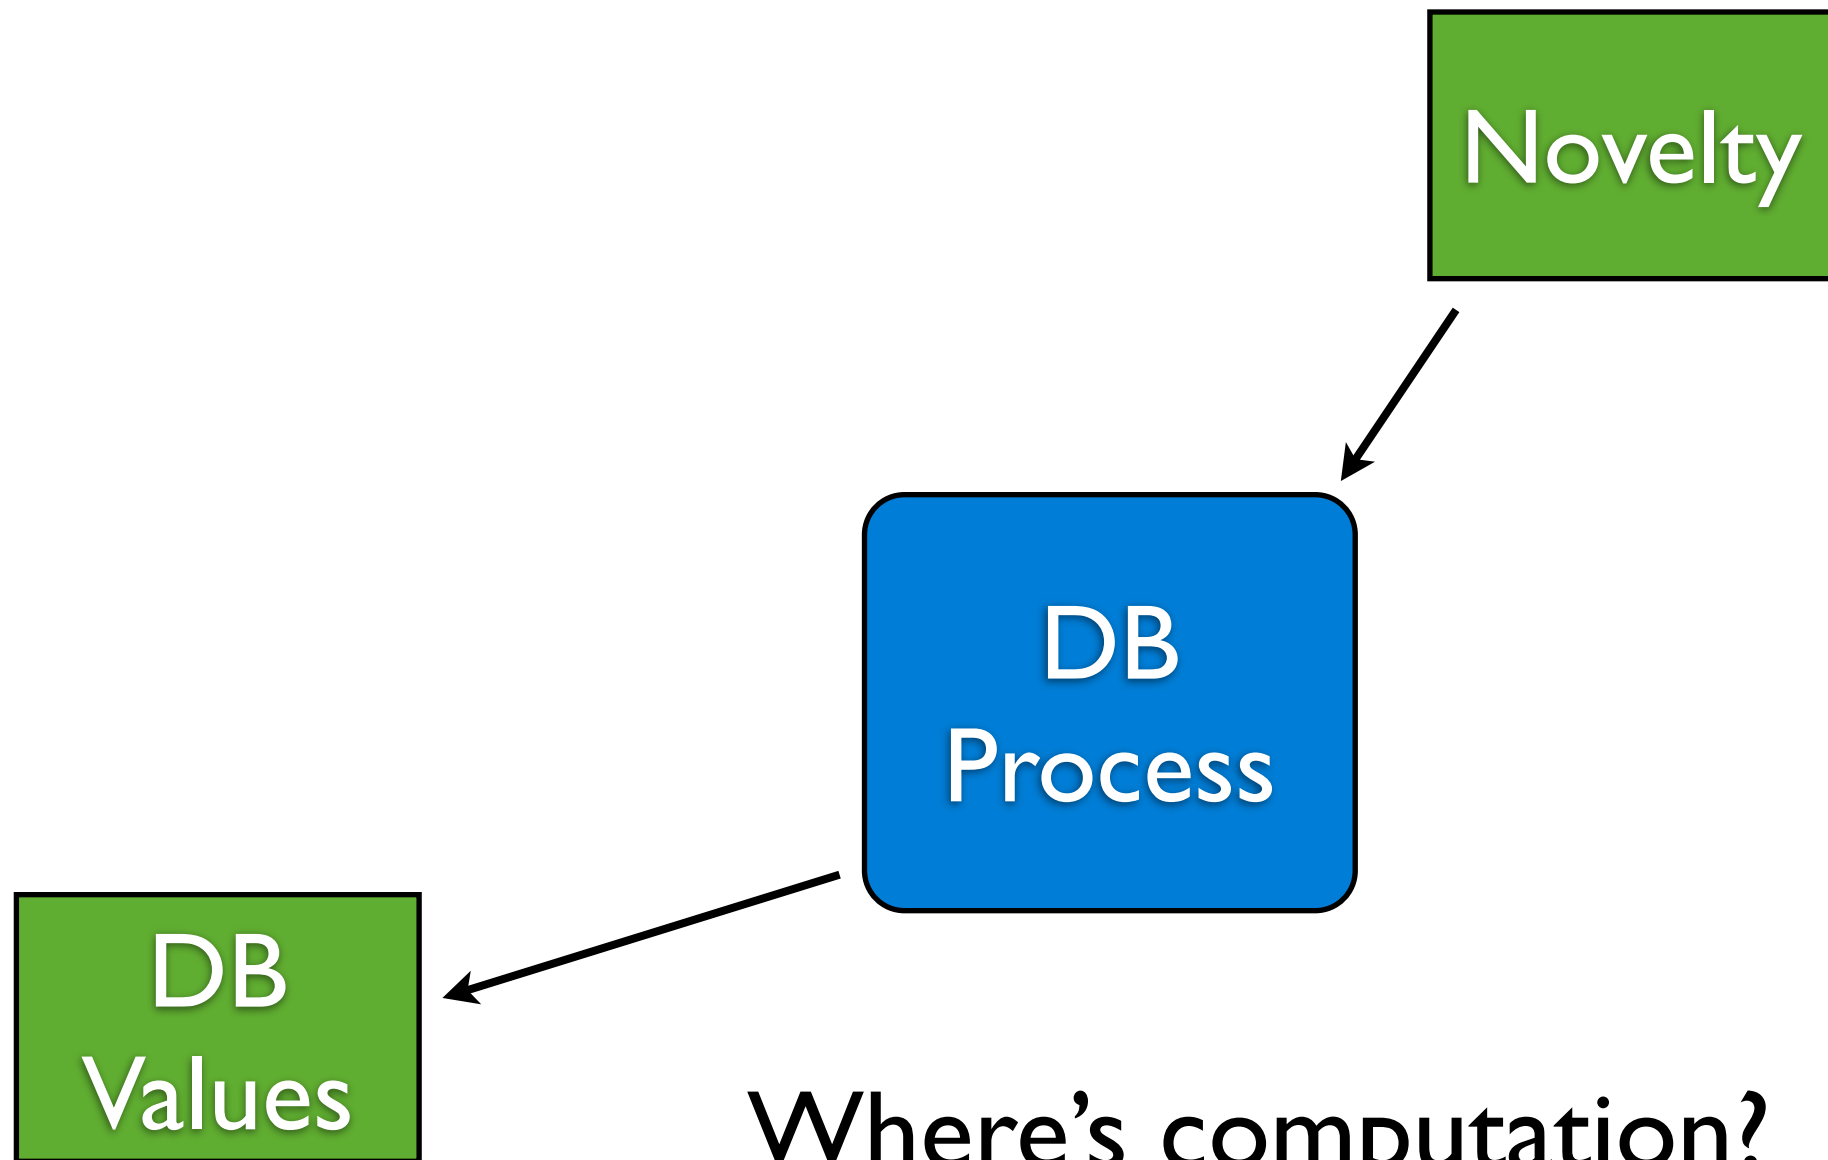 Novelty
DB
Process
DB
Values
Where’s computation?